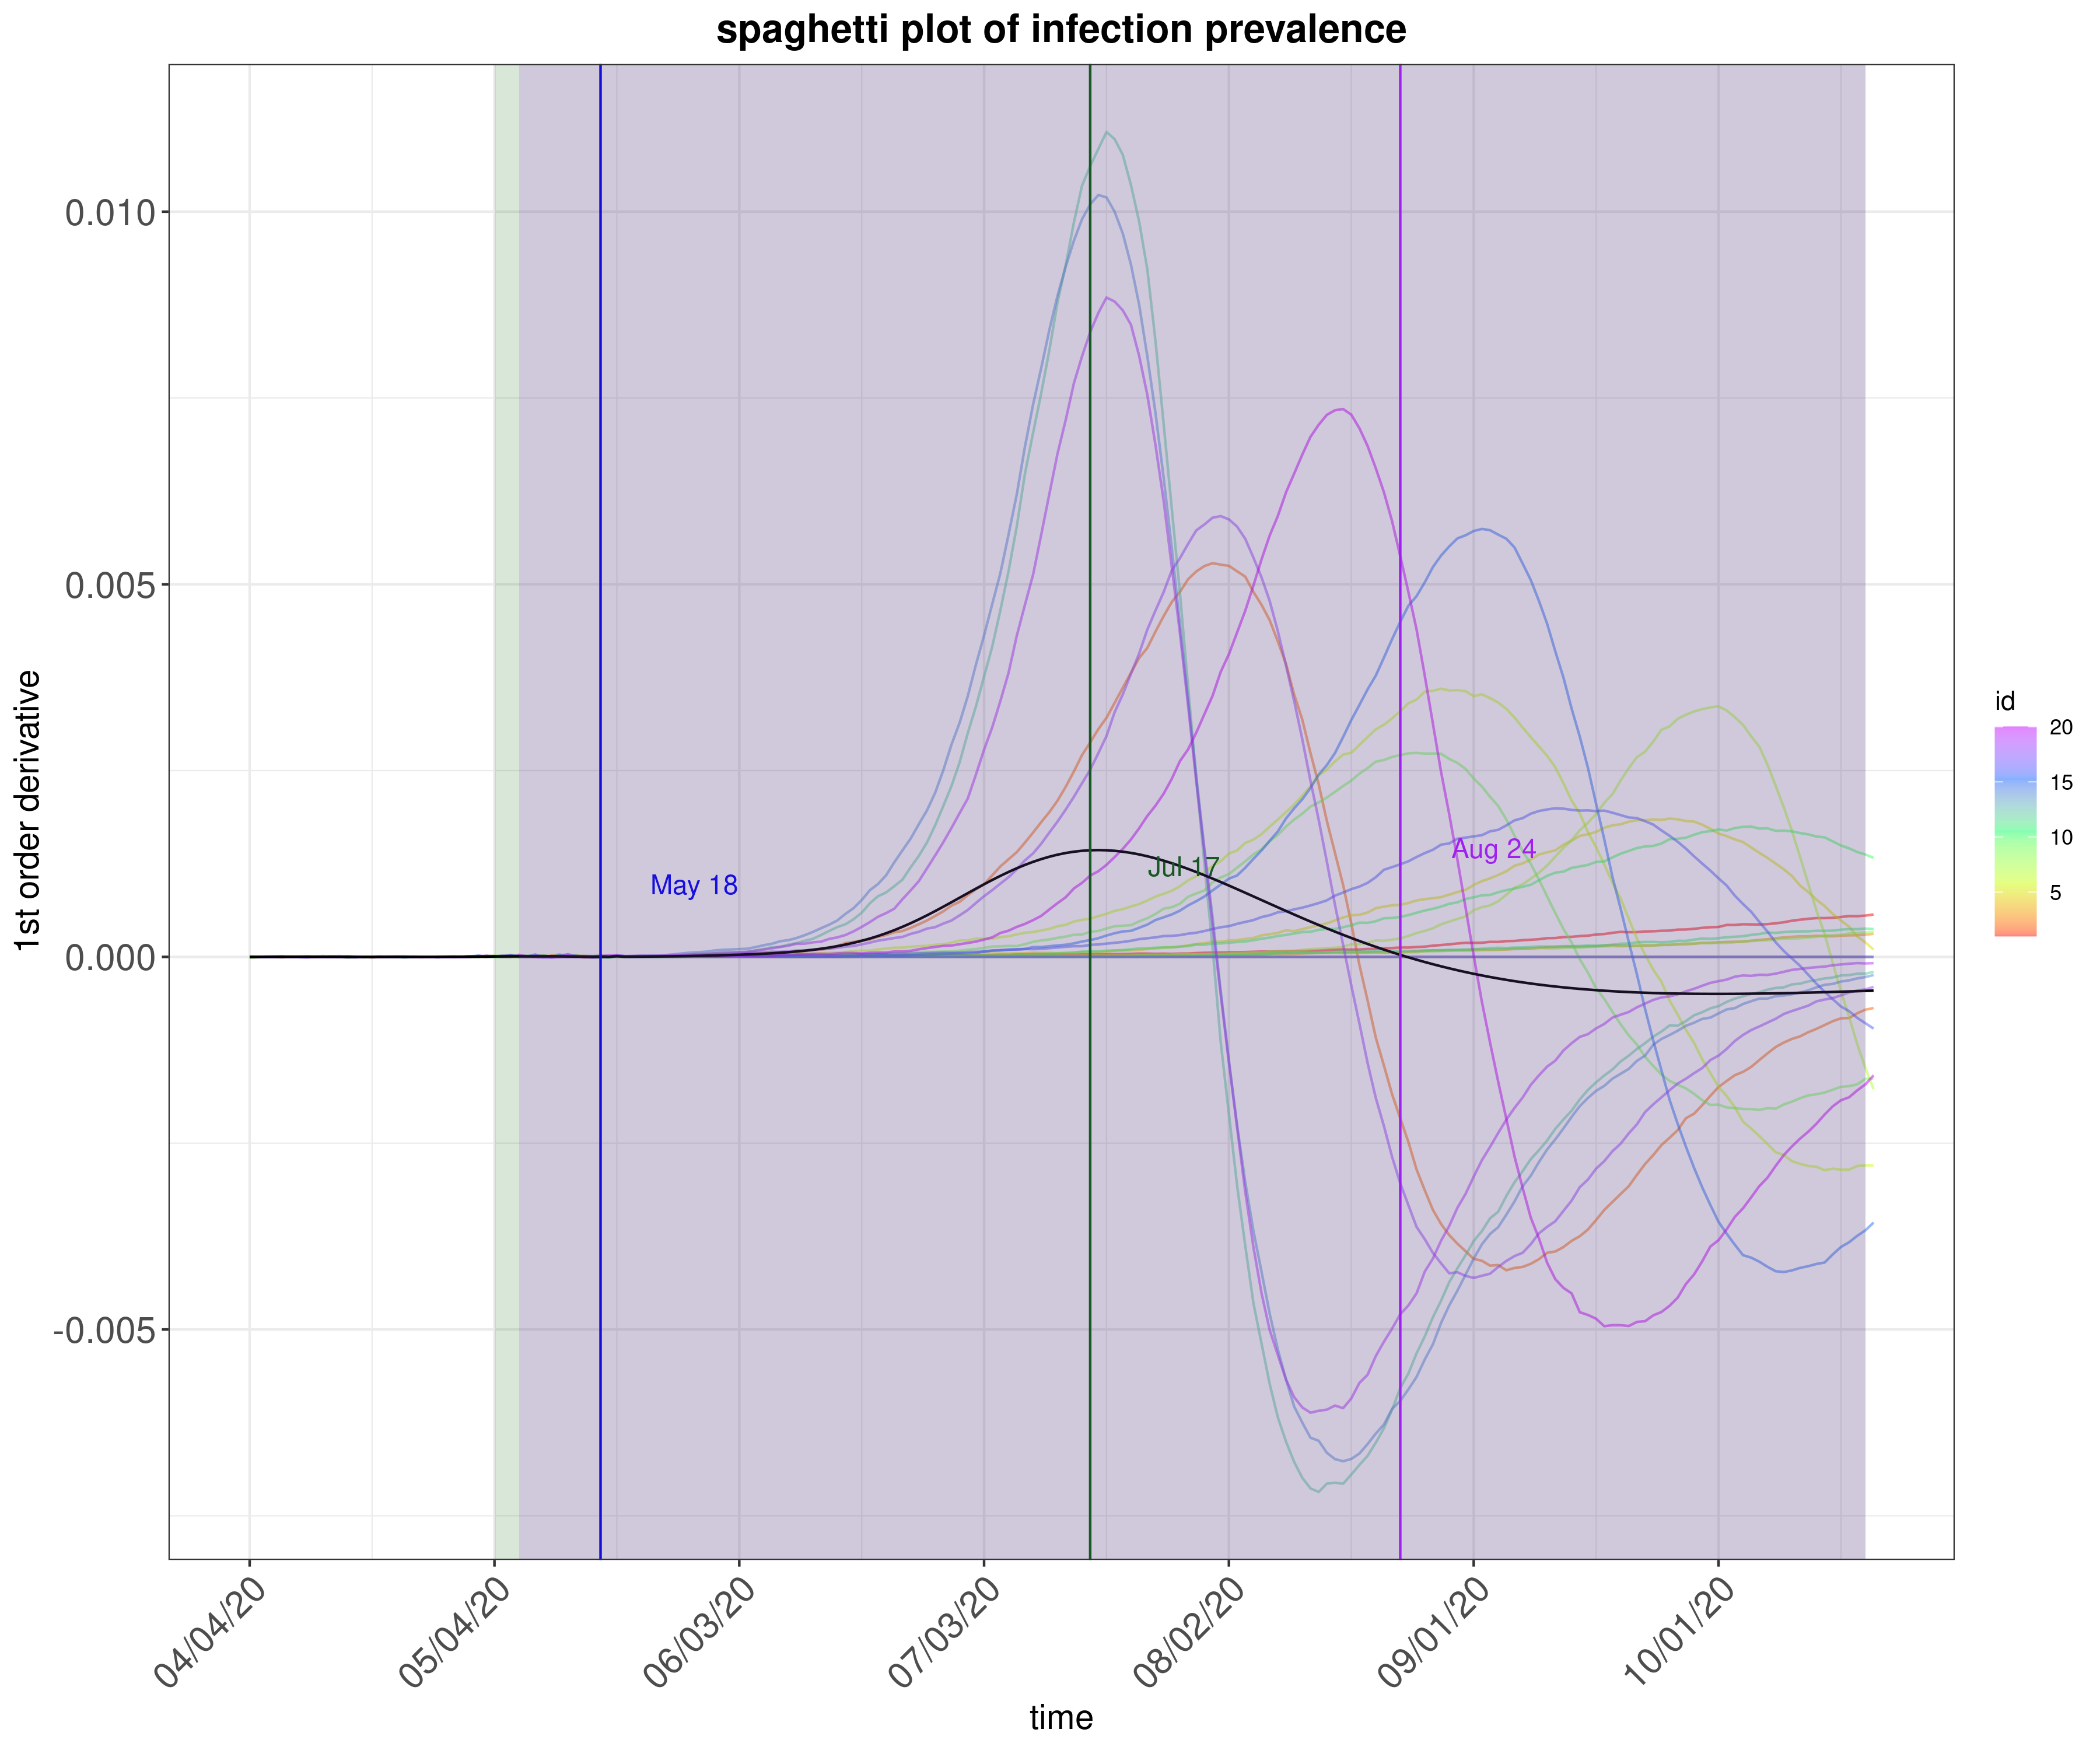 spaghetti plot of infection prevalence
1st order derivative
0.010
0.005
0.000
-0.005
May 18
Jul 17
Aug 24
04/04/20
05/04/20
06/03/20
07/03/20
08/02/20
09/01/20
10/01/20
time
id
20
15
10
5